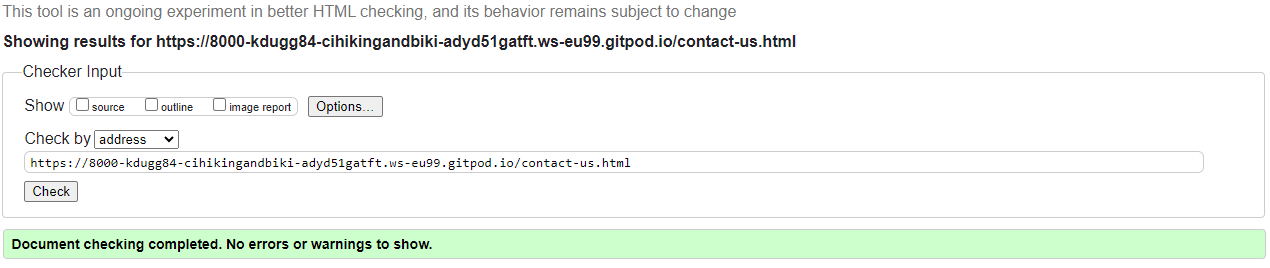 This tool is an ongoing experiment in better HTML checking, and its behavior remains subject to change
Showing results for https://8000-kdugg84-cihikingandbiki-adyd51gatft.ws-eu99.gitpod.io/contact-us.html
Checker Input
Show source outline image report Options...
Check by address
https://8000-kdugg84-cihikingandbiki-adyd51gatft.ws-eu99.gitpod.io/contact-us.html
Check
Document checking completed. No errors or warnings to show.